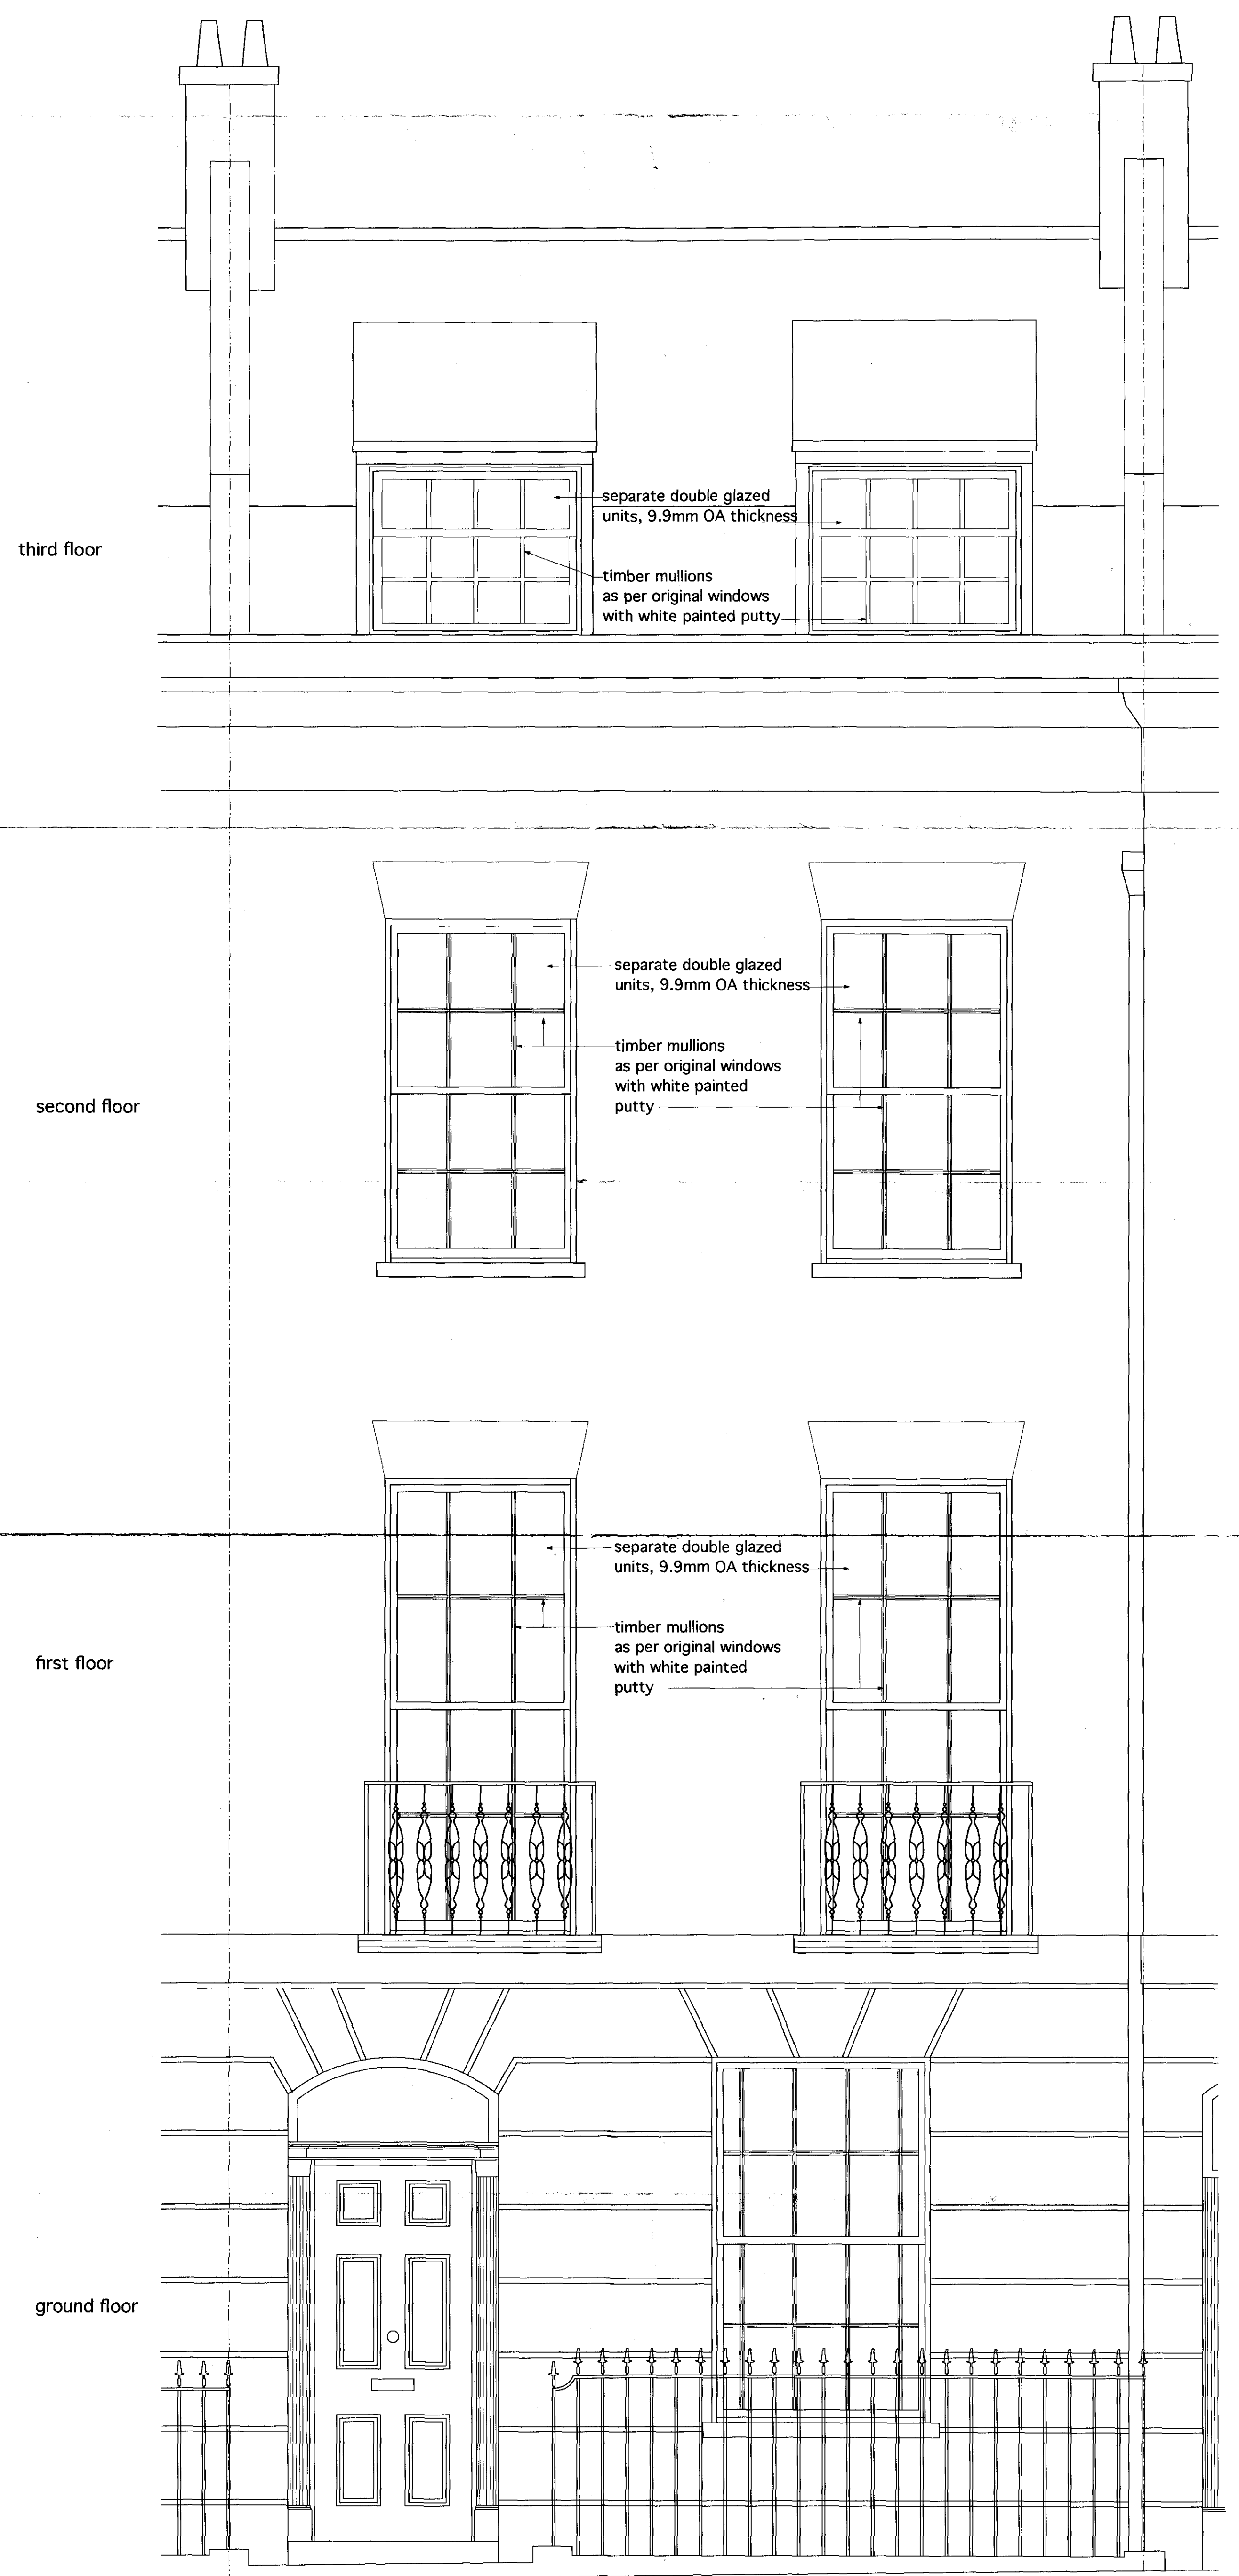 separate double glazed
units, 9.9mm OA thickness
third floor
timber mullions
as per original windows
with white painted putty
separate double glazed
units, 9.9mm OA thickness
timber mullions
as per original windows
with white painted
putty
second floor
separate double glazed
units, 9.9mm OA thickness
timber mullions
as per original windows
with white painted
putty
first floor
ground floor